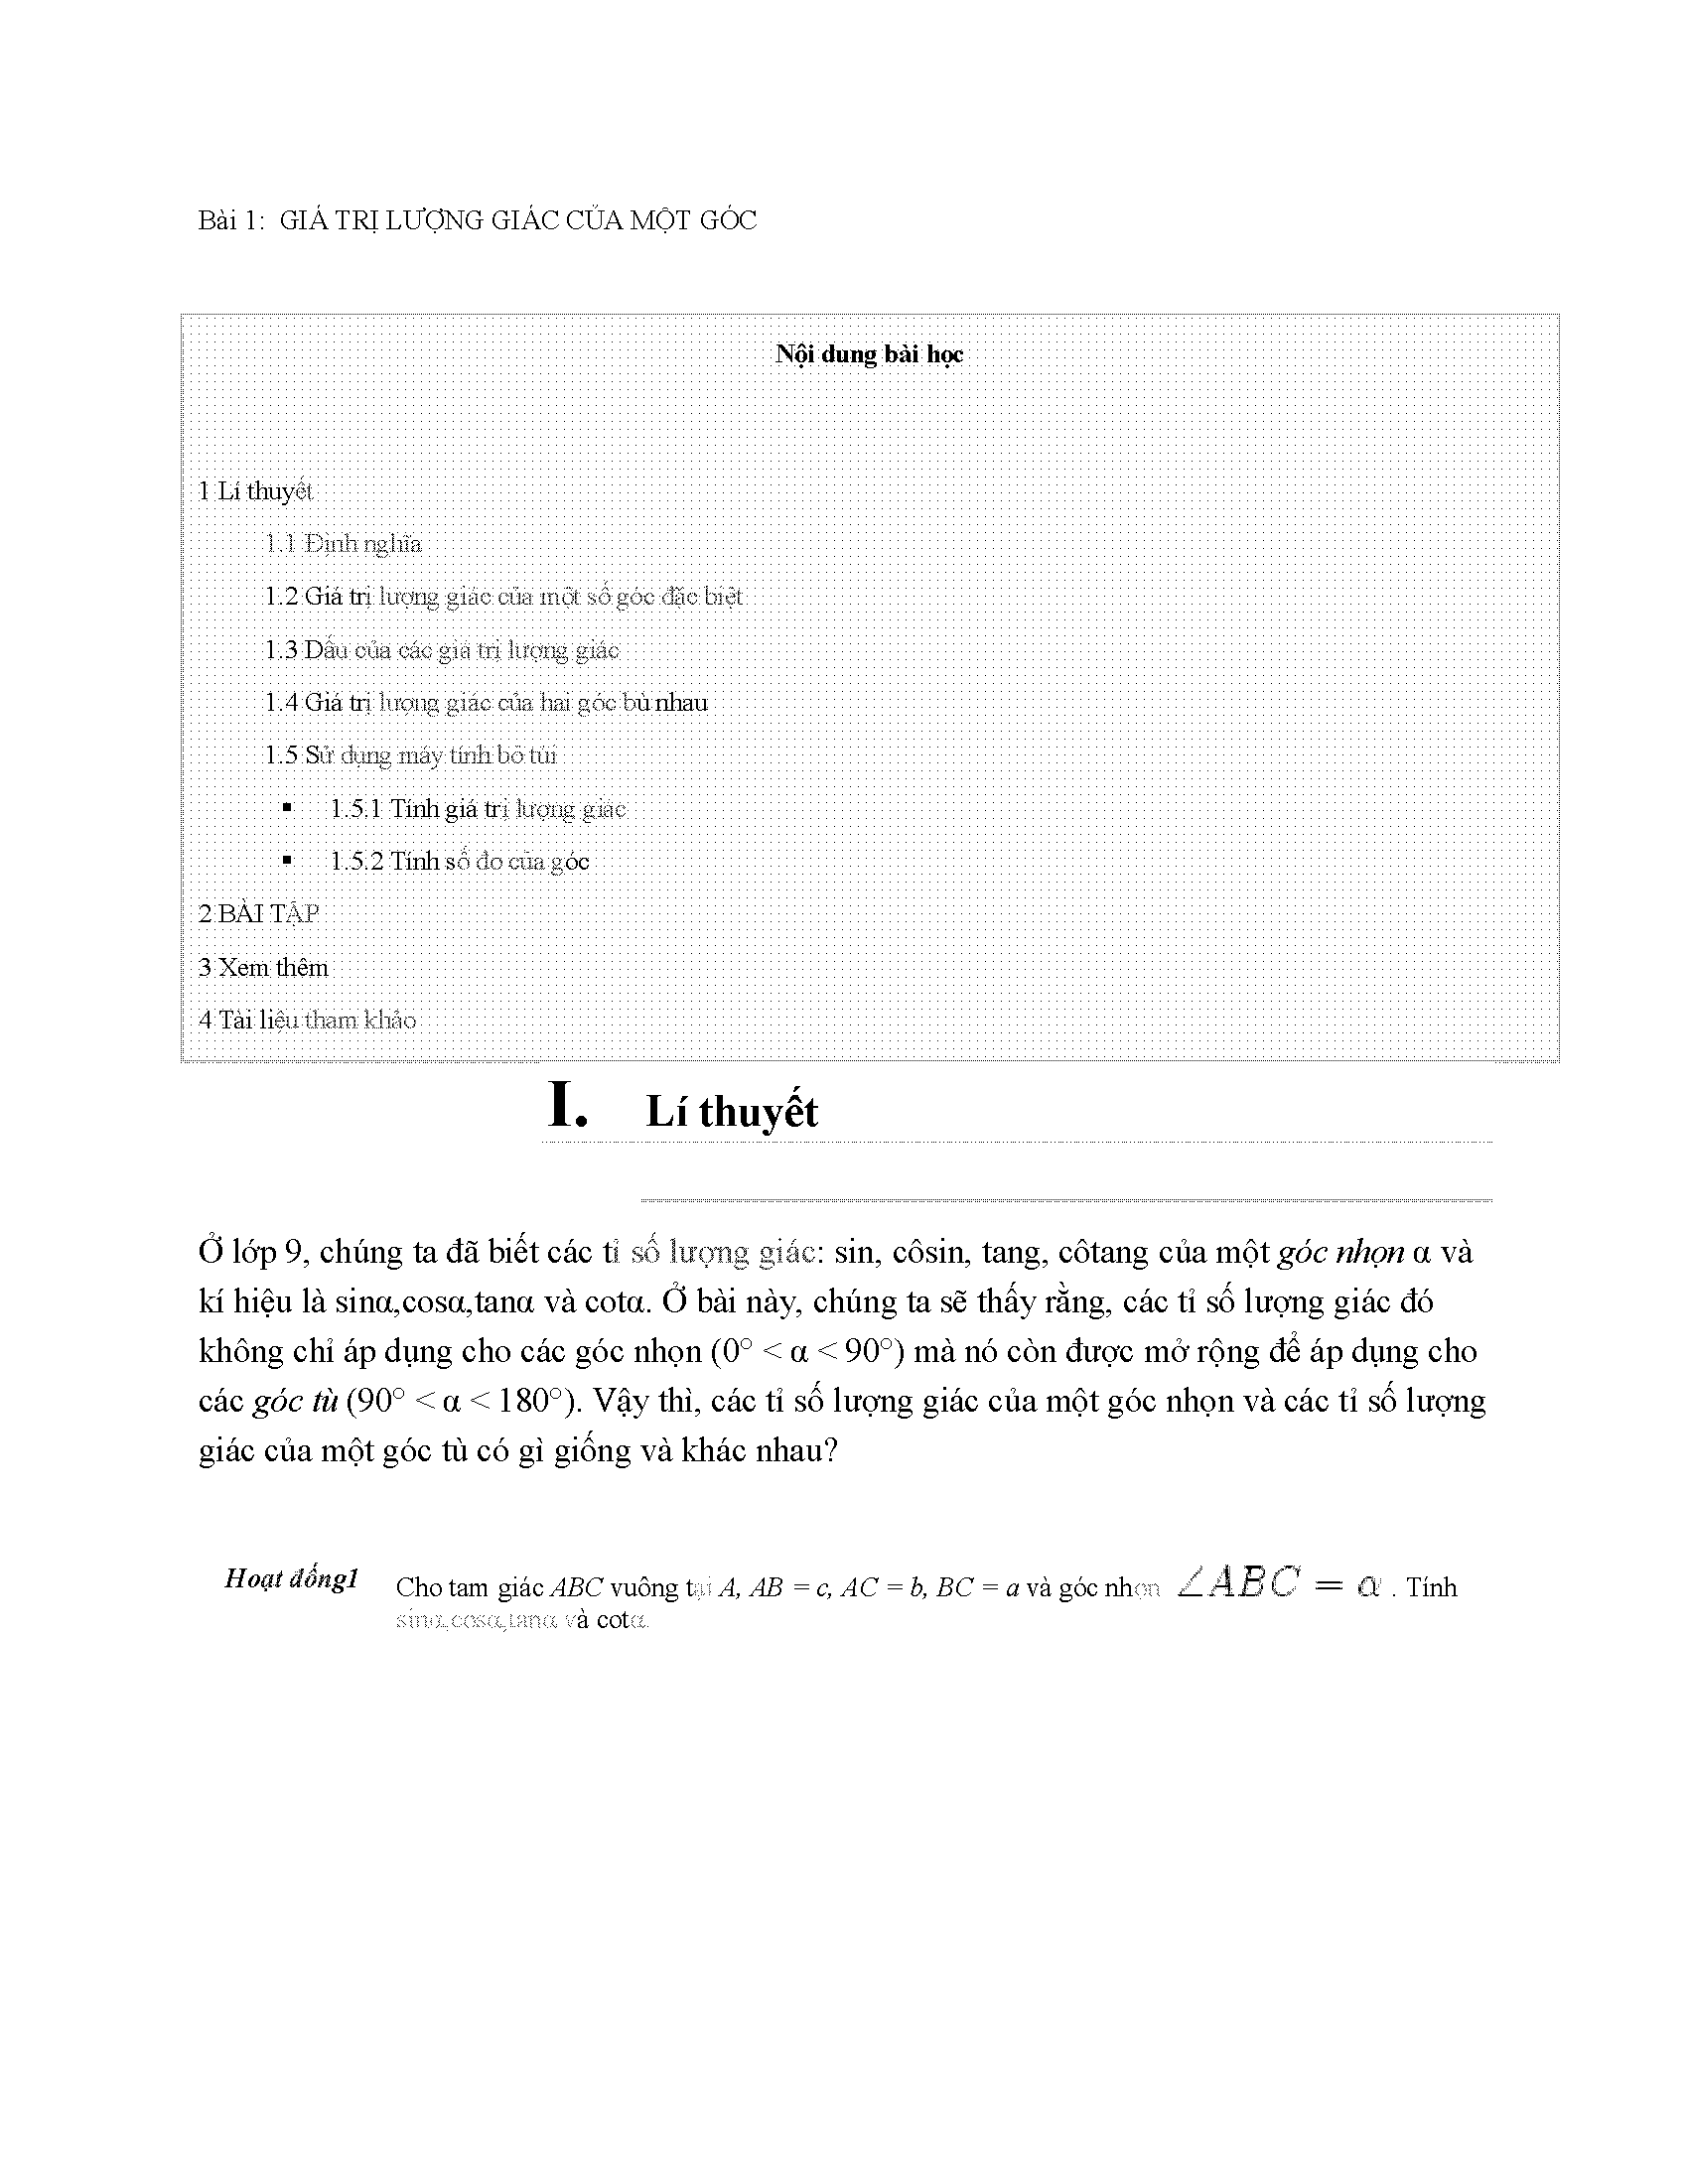 Bài 1: GIÁ TRỊ LƯỢNG GIÁC CỦA MỘT GÓC
Nội dung bài học
1 Lí thuyết
1.1 Định nghĩa
1.2 Giá trị lượng giác của một số góc đặc biệt
1.3 Dấu của các giá trị lượng giác
1.4 Giá trị lượng giác của hai góc bù nhau
1.5 Sử dụng máy tính bỏ túi
▪ 1.5.1 Tính giá trị lượng giác
▪ 1.5.2 Tính số đo của góc
2 BÀI TẬP
3 Xem thêm
4 Tài liệu tham khảo
I. Lí thuyết
Ở lớp 9, chúng ta đã biết các tỉ số lượng giác: sin, côsin, tang, côtang của một góc nhọn α và
kí hiệu là sinα,cosα,tanα và cotα. Ở bài này, chúng ta sẽ thấy rằng, các tỉ số lượng giác đó
không chỉ áp dụng cho các góc nhọn (0° < α < 90°) mà nó còn được mở rộng để áp dụng cho
các góc tù (90° < α < 180°). Vậy thì, các tỉ số lượng giác của một góc nhọn và các tỉ số lượng
giác của một góc tù có gì giống và khác nhau?
Hoạt đống1 Cho tam giác ABC vuông tại A, AB = c, AC = b, BC = a và góc nhọn ∠ABC = α . Tính
sinα,cosα,tanα và cotα.